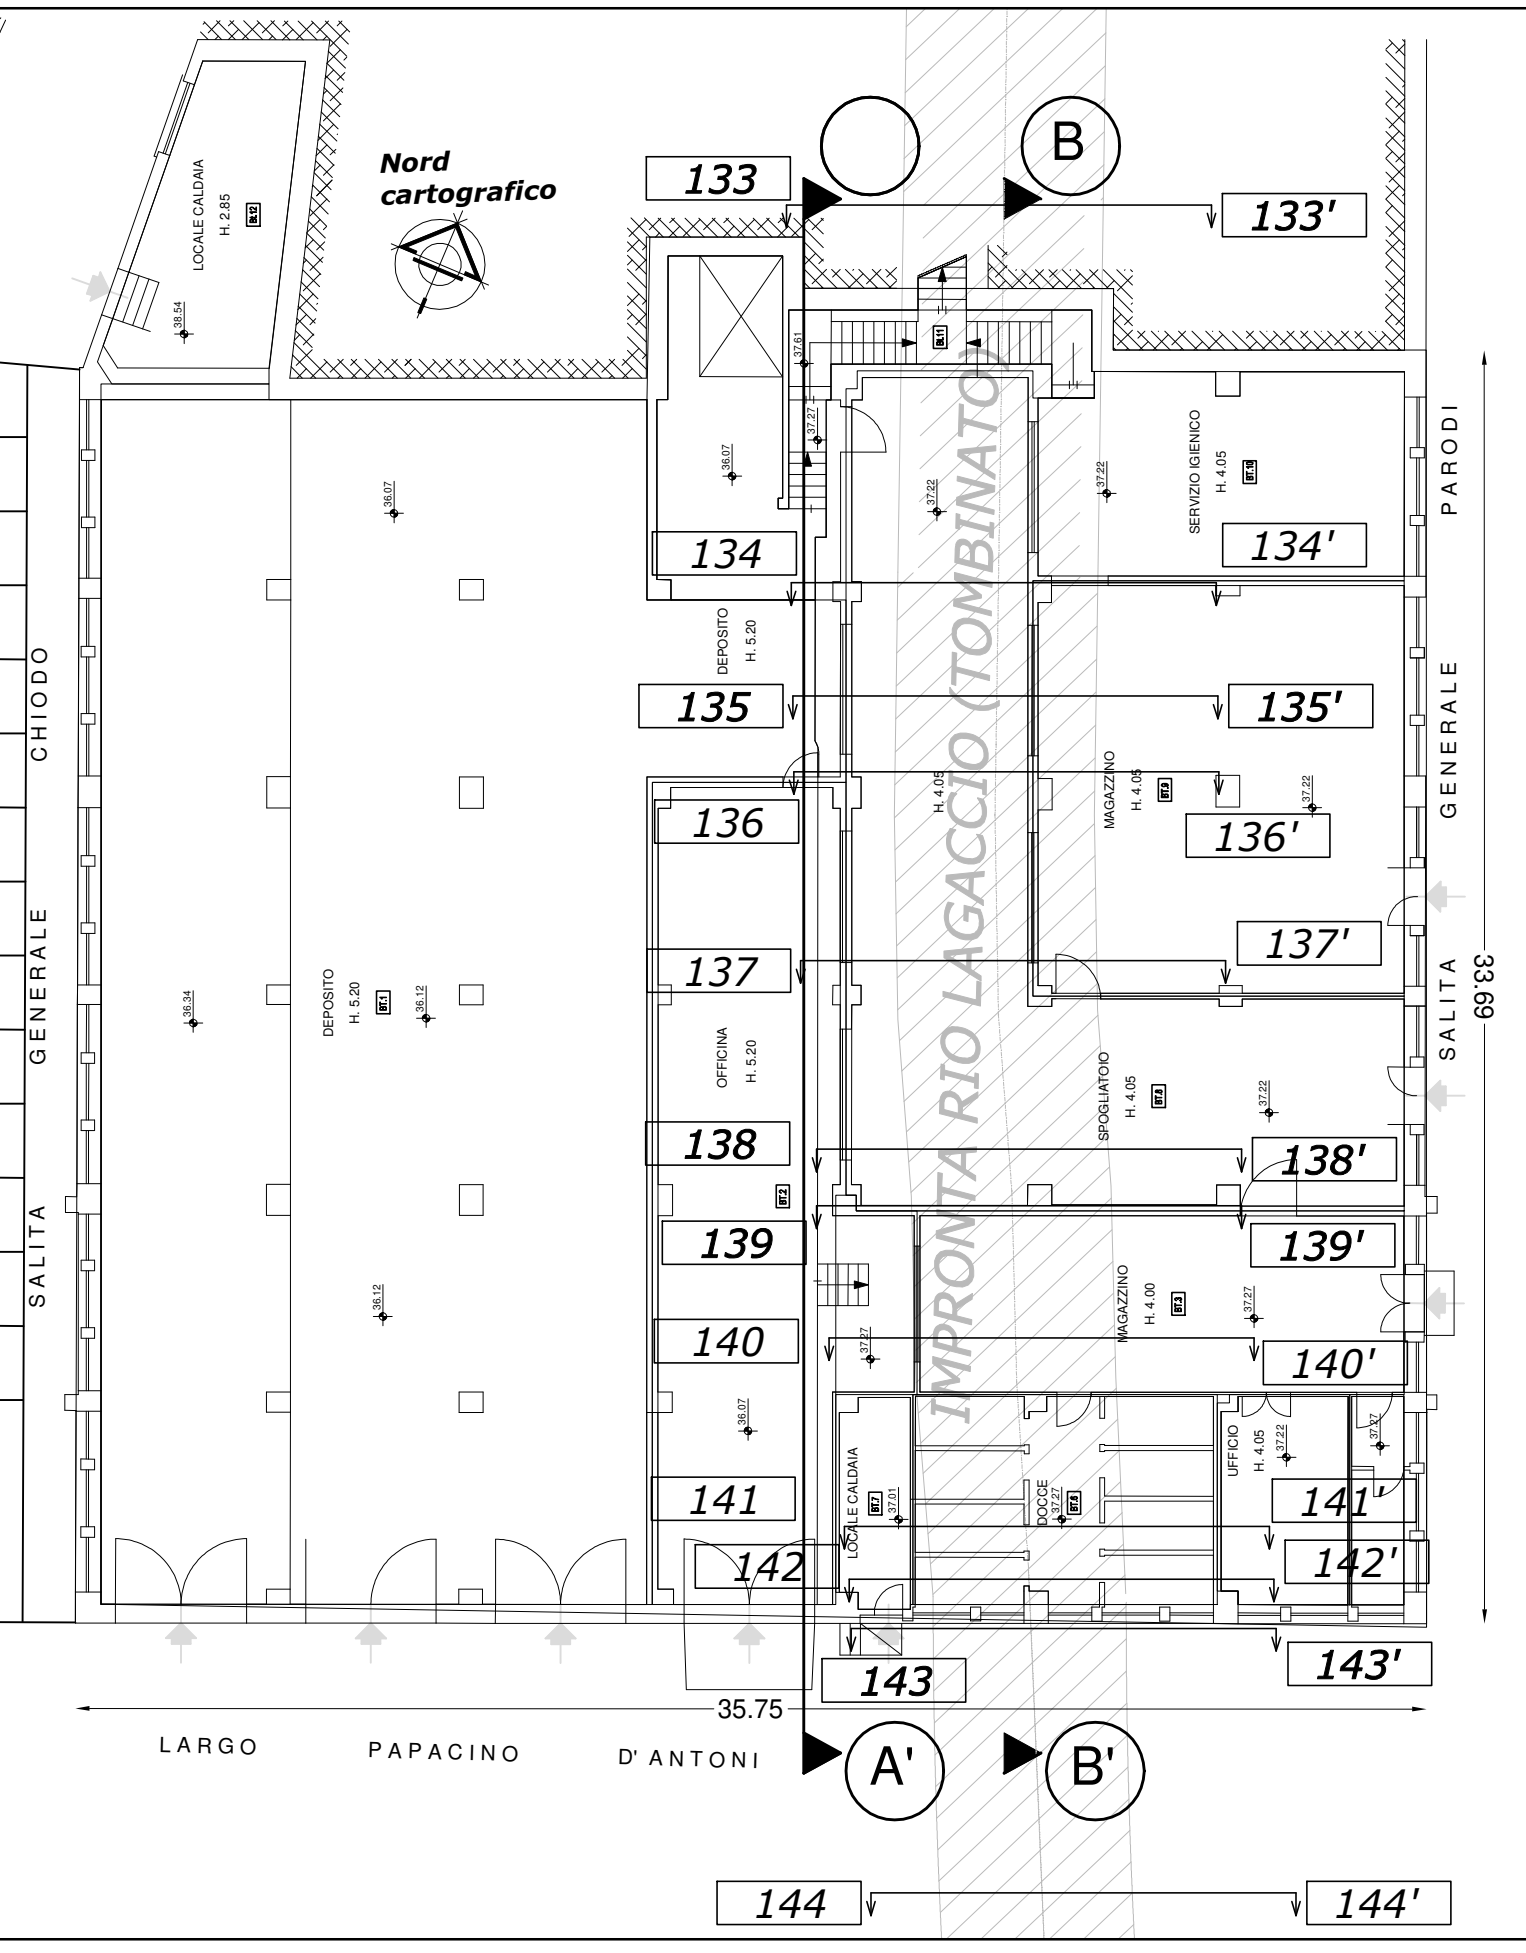 Nord
cartografico
133
B
133'
LOCALE CALDAIA
H. 2.85
Bt.12
38.54
37.61
Bt.11
37.27
36.07
36.07
37.22
37.22
SERVIZIO IGIENICO
H. 4.05
BT.10
134
134'
DEPOSITO
H. 5.20
135
135'
136
136'
H. 4.05
MAGAZZINO
H. 4.05
BT.9
37.22
137
137'
DEPOSITO
H. 5.20
BT.1
36.34
36.12
OFFICINA
H. 5.20
BT.2
SPOGLIATOIO
H. 4.05
BT.8
37.22
138
138'
139
139'
36.12
MAGAZZINO
H. 4.00
BT.3
37.27
37.27
140
140'
36.07
LOCALE CALDAIA
BT.7
37.01
DOCCE
37.27
BT.6
UFFICIO
H. 4.05
37.22
37.27
141
141'
142
142'
143
143'
IMPRONTA RIO LAGACCIO (TOMBINATO)
SALITA GENERALE CHIODO
SALITA GENERALE PARODI
33.69
35.75
LARGO PAPACINO D' ANTONI
A'
B'
144
144'